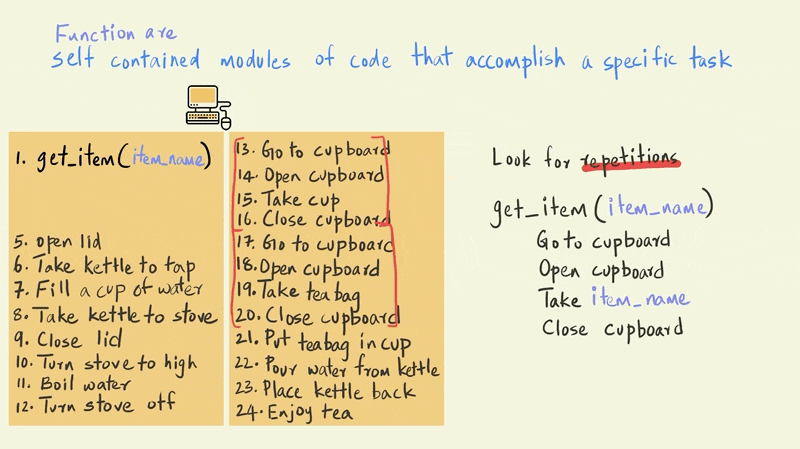 Function are
self contained modules of code that accomplish a specific task
1. get_item(item_name)
5. open lid
6. Take kettle to tap
7. Fill a cup of water
8. Take kettle to stove
9. Close lid
10. Turn stove to high
11. Boil water
12. Turn stove off
13. Go to cupboard
14. Open cupboard
15. Take cup
16. Close cupboard
17. Go to cupboard
18. Open cupboard
19. Take tea bag
20. Close cupboard
21. Put teabag in cup
22. Pour water from kettle
23. Place kettle back
24. Enjoy tea
Look for repetitions
get_item(item_name)
Go to cupboard
Open cupboard
Take item_name
Close cupboard